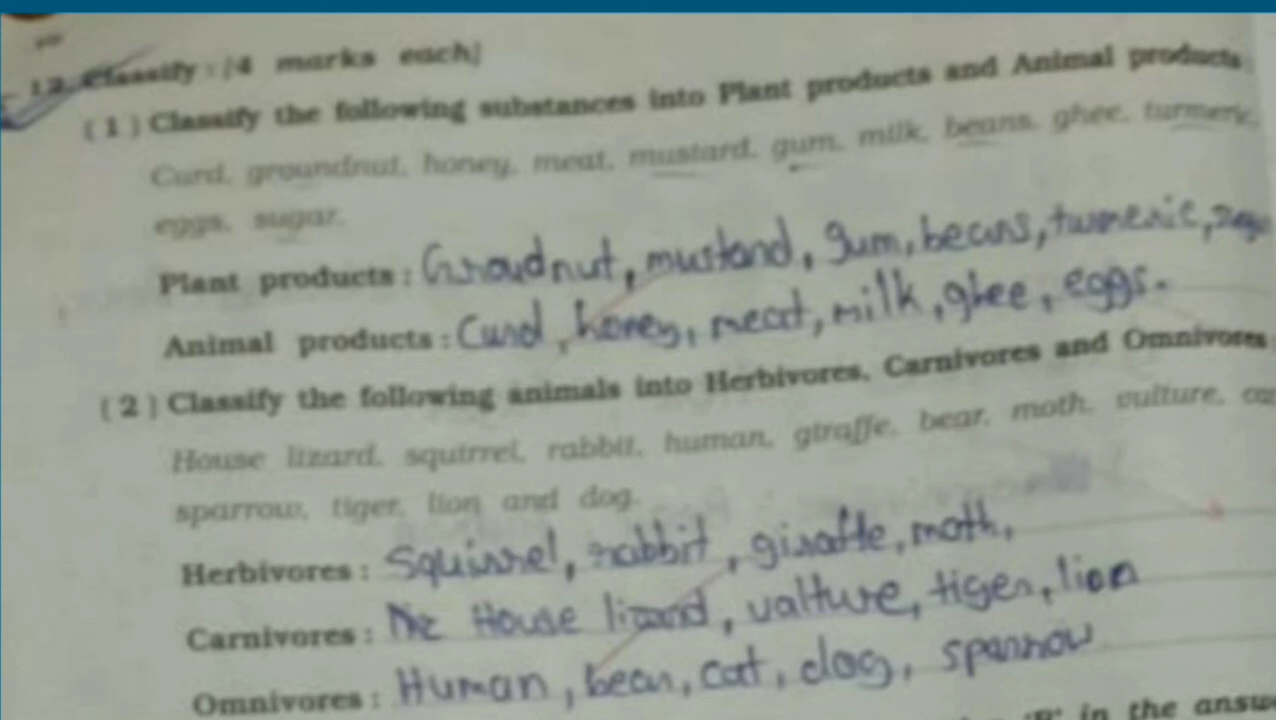 12. Classify : [4 marks each]
( 1 ) Classify the following substances into Plant products and Animal products
Curd, groundnut, honey, meat, mustard, gum, milk, beans, ghee, turmeric,
eggs, sugar.
Plant products : Groudnut, mustard, gum, beans, tumeric,
Animal products : Curd, honey, meat, milk, ghee, eggs.
( 2 ) Classify the following animals into Herbivores, Carnivores and Omnivores
House lizard, squirrel, rabbit, human, giraffe, bear, moth, vulture,
sparrow, tiger, lion and dog.
Herbivores : Squirrel, rabbit, giraffe, moth,
Carnivores : House lizard, valture, tiger, lion
Omnivores : Human, bear, cat, dog, sparrow
'B' in the